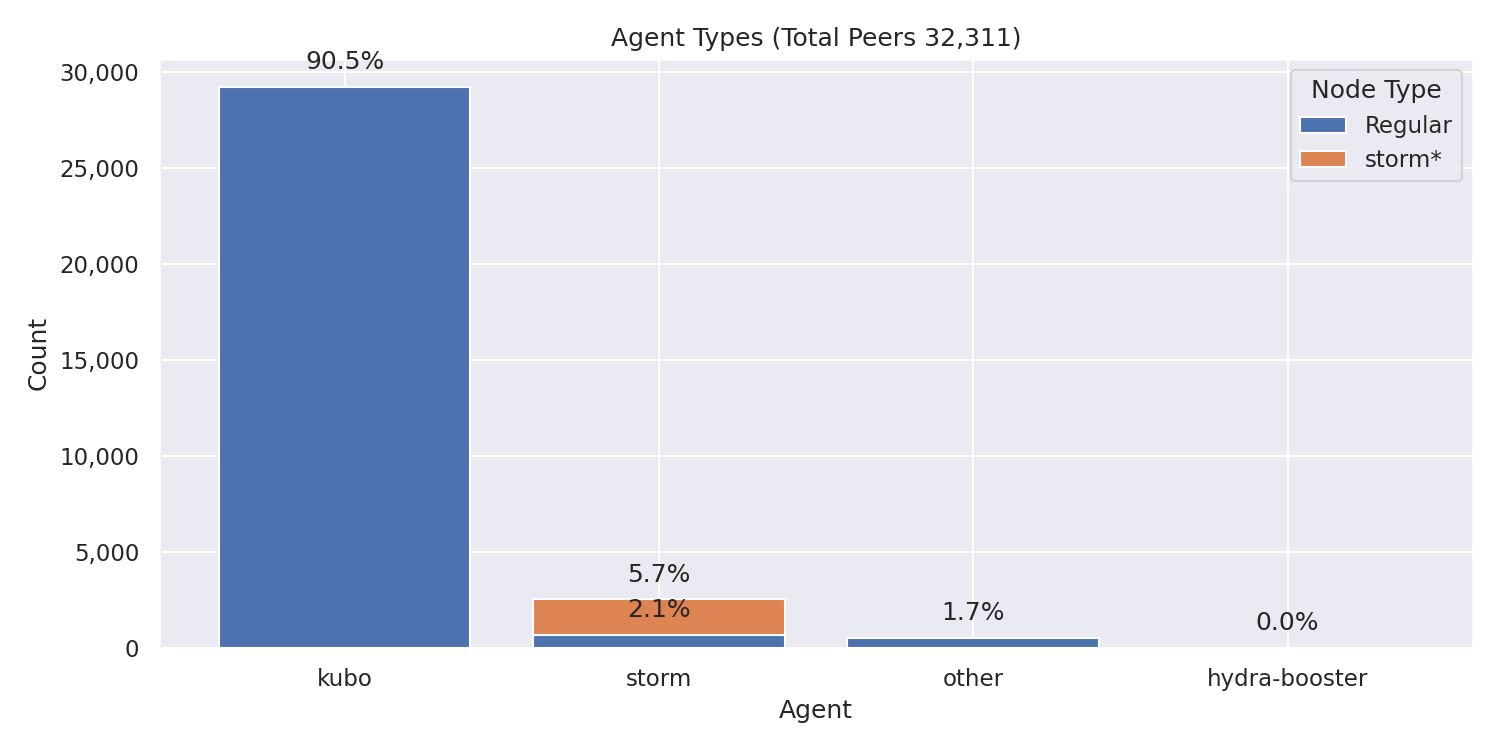 Agent Types (Total Peers 32,311)
90.5%
30,000
25,000
20,000
15,000
10,000
5,000
0
Count
Node Type
Regular
storm*
5.7%
2.1%
1.7%
0.0%
kubo
storm
other
hydra-booster
Agent